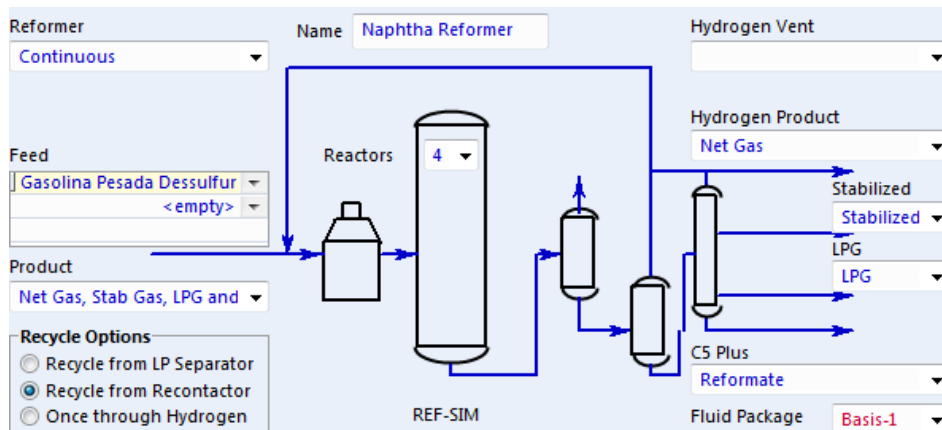 Reformer
Continuous
Name Naphtha Reformer
Hydrogen Vent
Hydrogen Product
Net Gas
Feed
Gasolina Pesada Dessulfur
<empty>
Reactors 4
Stabilized
Stabilized
LPG
LPG
Product
Net Gas, Stab Gas, LPG and
Recycle Options
Recycle from LP Separator
Recycle from Recontactor
Once through Hydrogen
REF-SIM
C5 Plus
Reformate
Fluid Package Basis-1